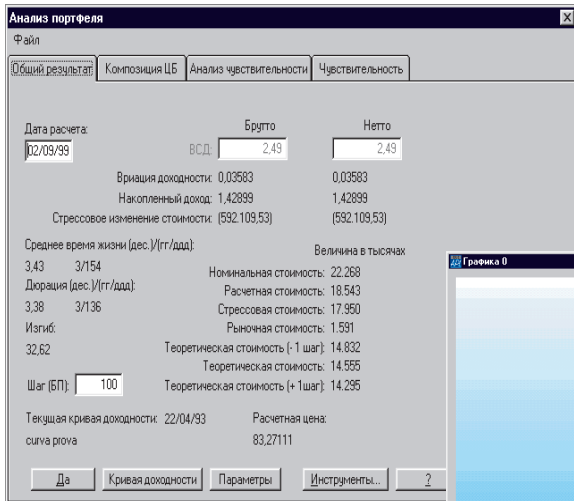 Анализ портфеля
Файл
Общий результат Композиция ЦБ Анализ чувствительности Чувствительность
Брутто Нетто
Дата расчета:
02/09/99 ВСД: 2,49 2,49
Вриация доходности: 0,03583 0,03583
Накопленный доход: 1,42899 1,42899
Стрессовое изменение стоимости: (592.109,53) (592.109,53)
Среднее время жизни (дес.)/(гг/ддд): Величина в тысячах
3,43 3/154 Номинальная стоимость: 22.268
Дюрация (дес.)/(гг/ддд): Расчетная стоимость: 18.543
3,38 3/136 Стрессовая стоимость: 17.950
Изгиб: Рыночная стоимость: 1.591
32,62 Теоретическая стоимость (- 1 шаг): 14.832
Теоретическая стоимость: 14.555
Шаг (БП): 100 Теоретическая стоимость (+ 1шаг): 14.295
Текущая кривая доходности: 22/04/93 Расчетная цена:
curva prova 83,27111
Да Кривая доходности Параметры Инструменты... ?
Графика 0